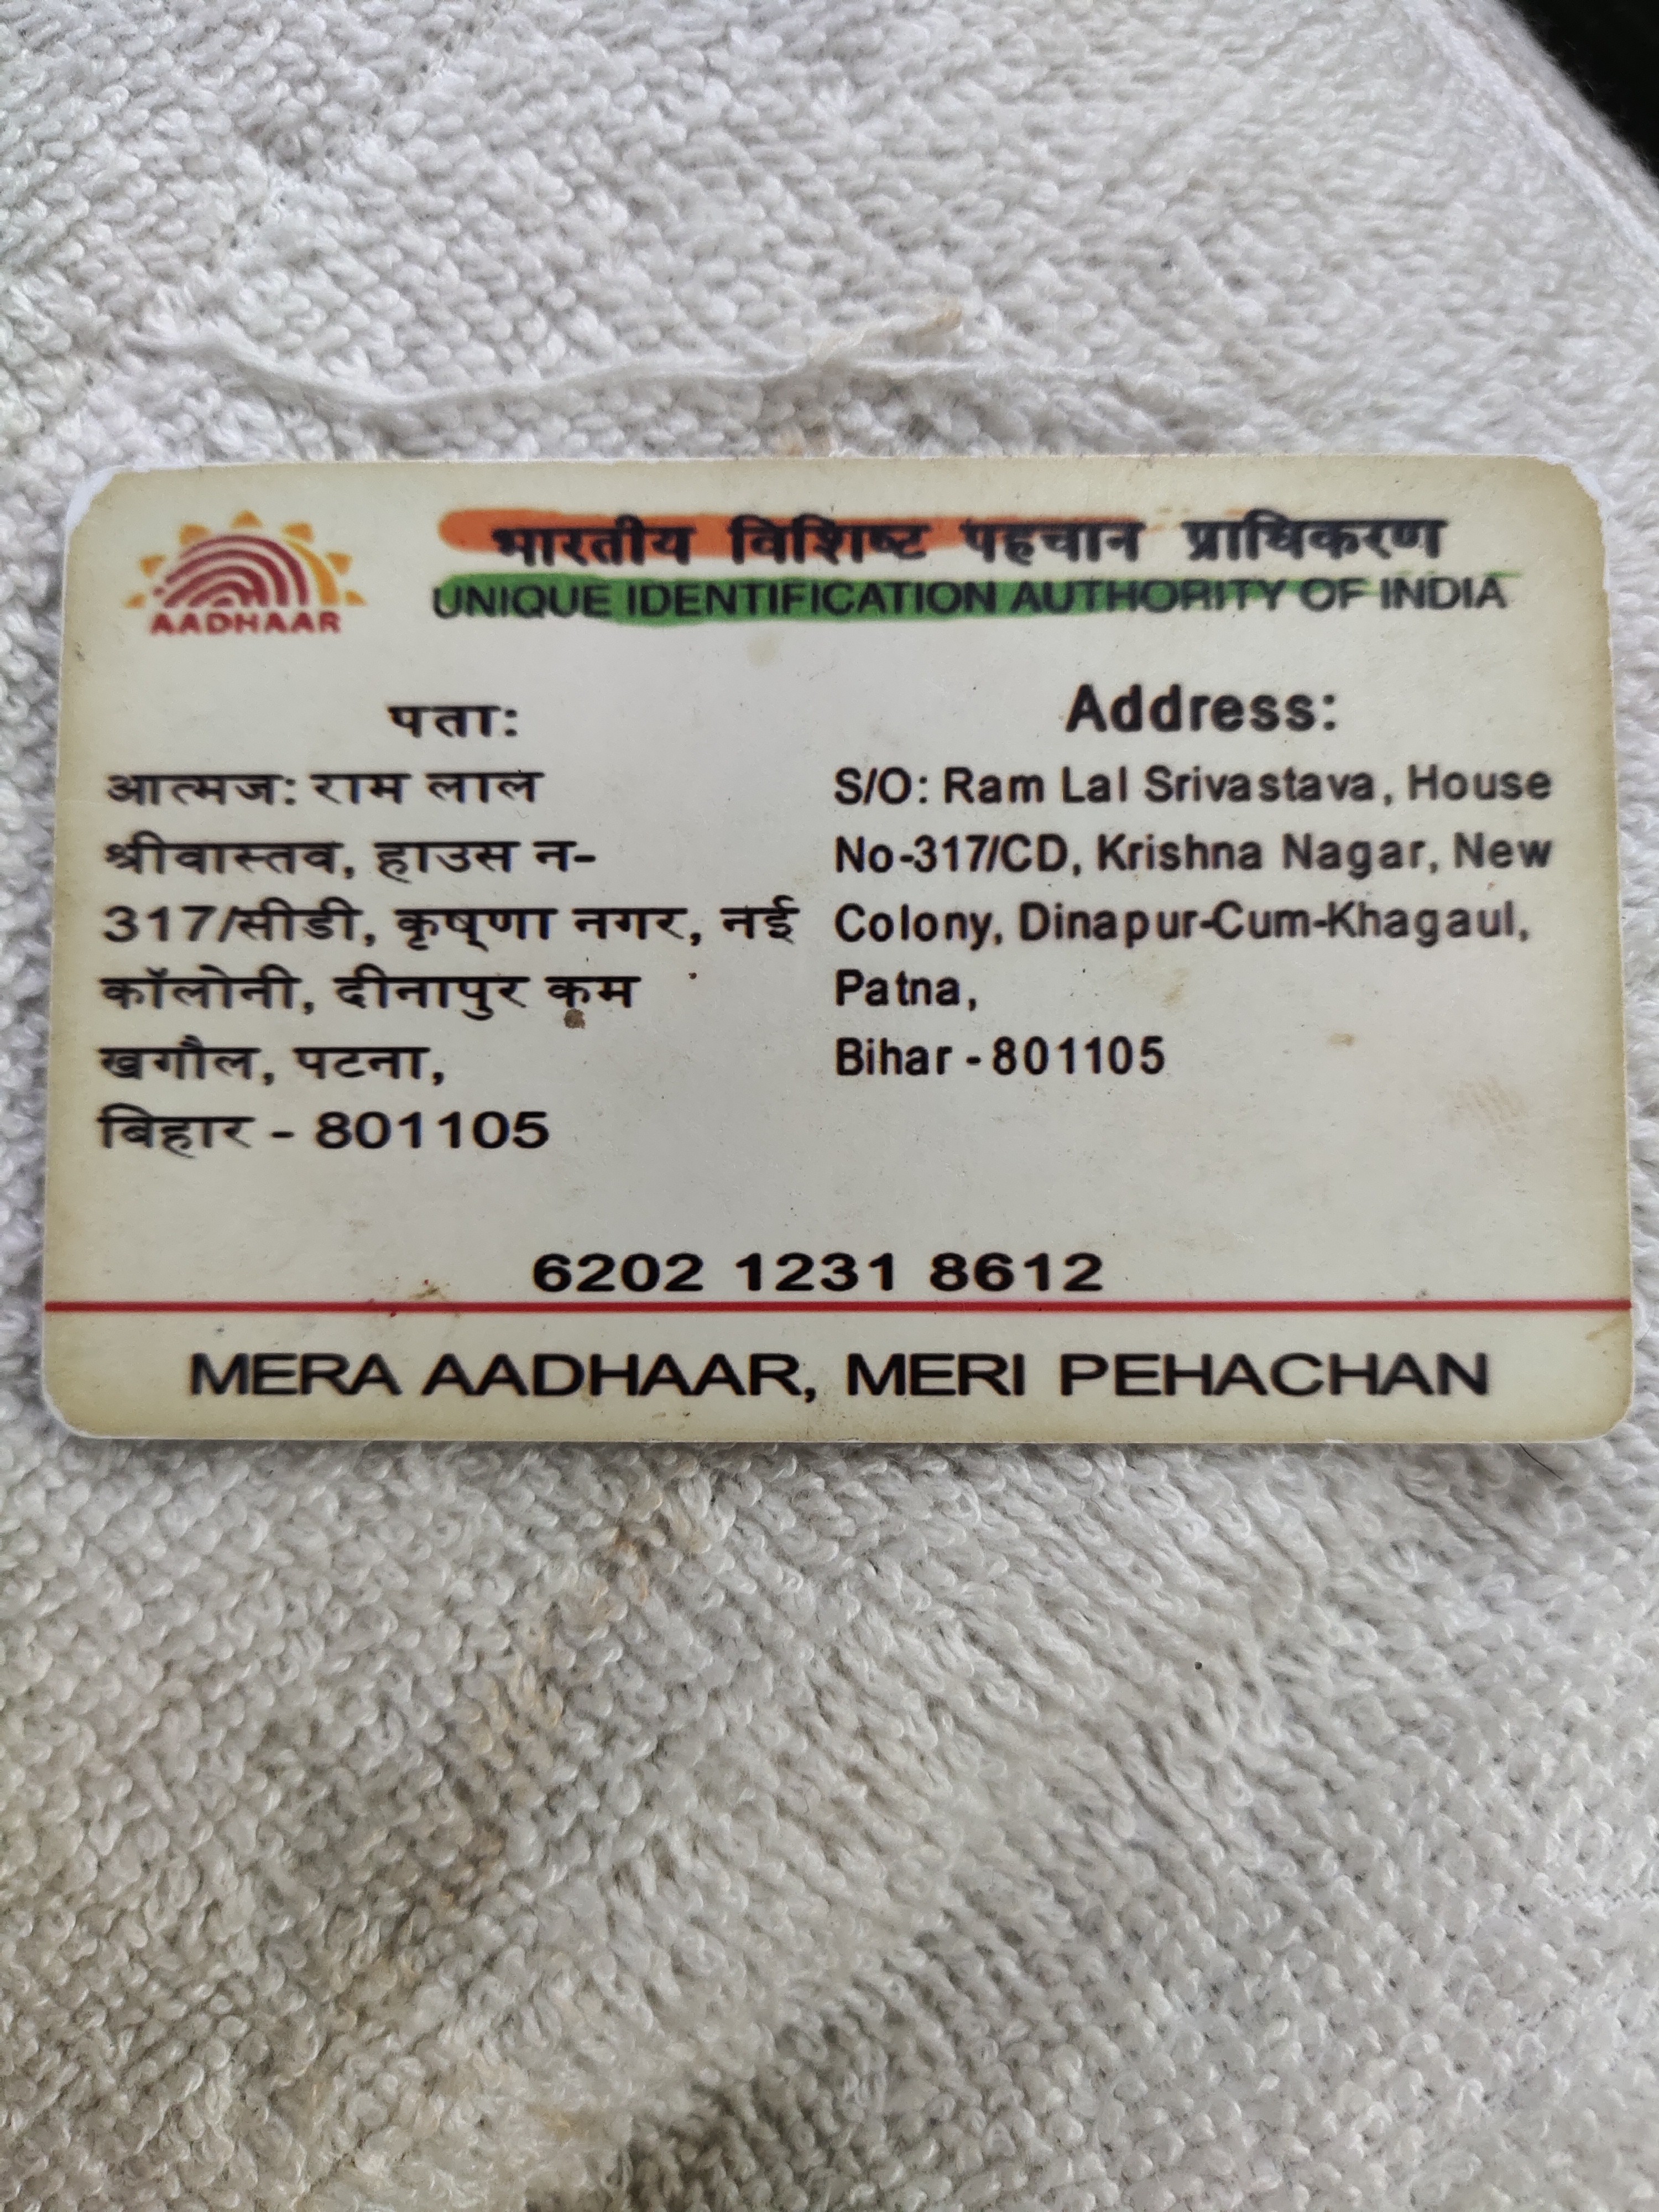 AADHAAR
भारतीय विशिष्ट पहचान प्राधिकरण
UNIQUE IDENTIFICATION AUTHORITY OF INDIA
पता:
आत्मज: राम लाल
श्रीवास्तव, हाउस न-
317/सीडी, कृष्णा नगर, नई
कॉलोनी, दीनापुर कम
खगौल, पटना,
बिहार - 801105
Address:
S/O: Ram Lal Srivastava, House
No-317/CD, Krishna Nagar, New
Colony, Dinapur-Cum-Khagaul,
Patna,
Bihar - 801105
6202 1231 8612
MERA AADHAAR, MERI PEHACHAN